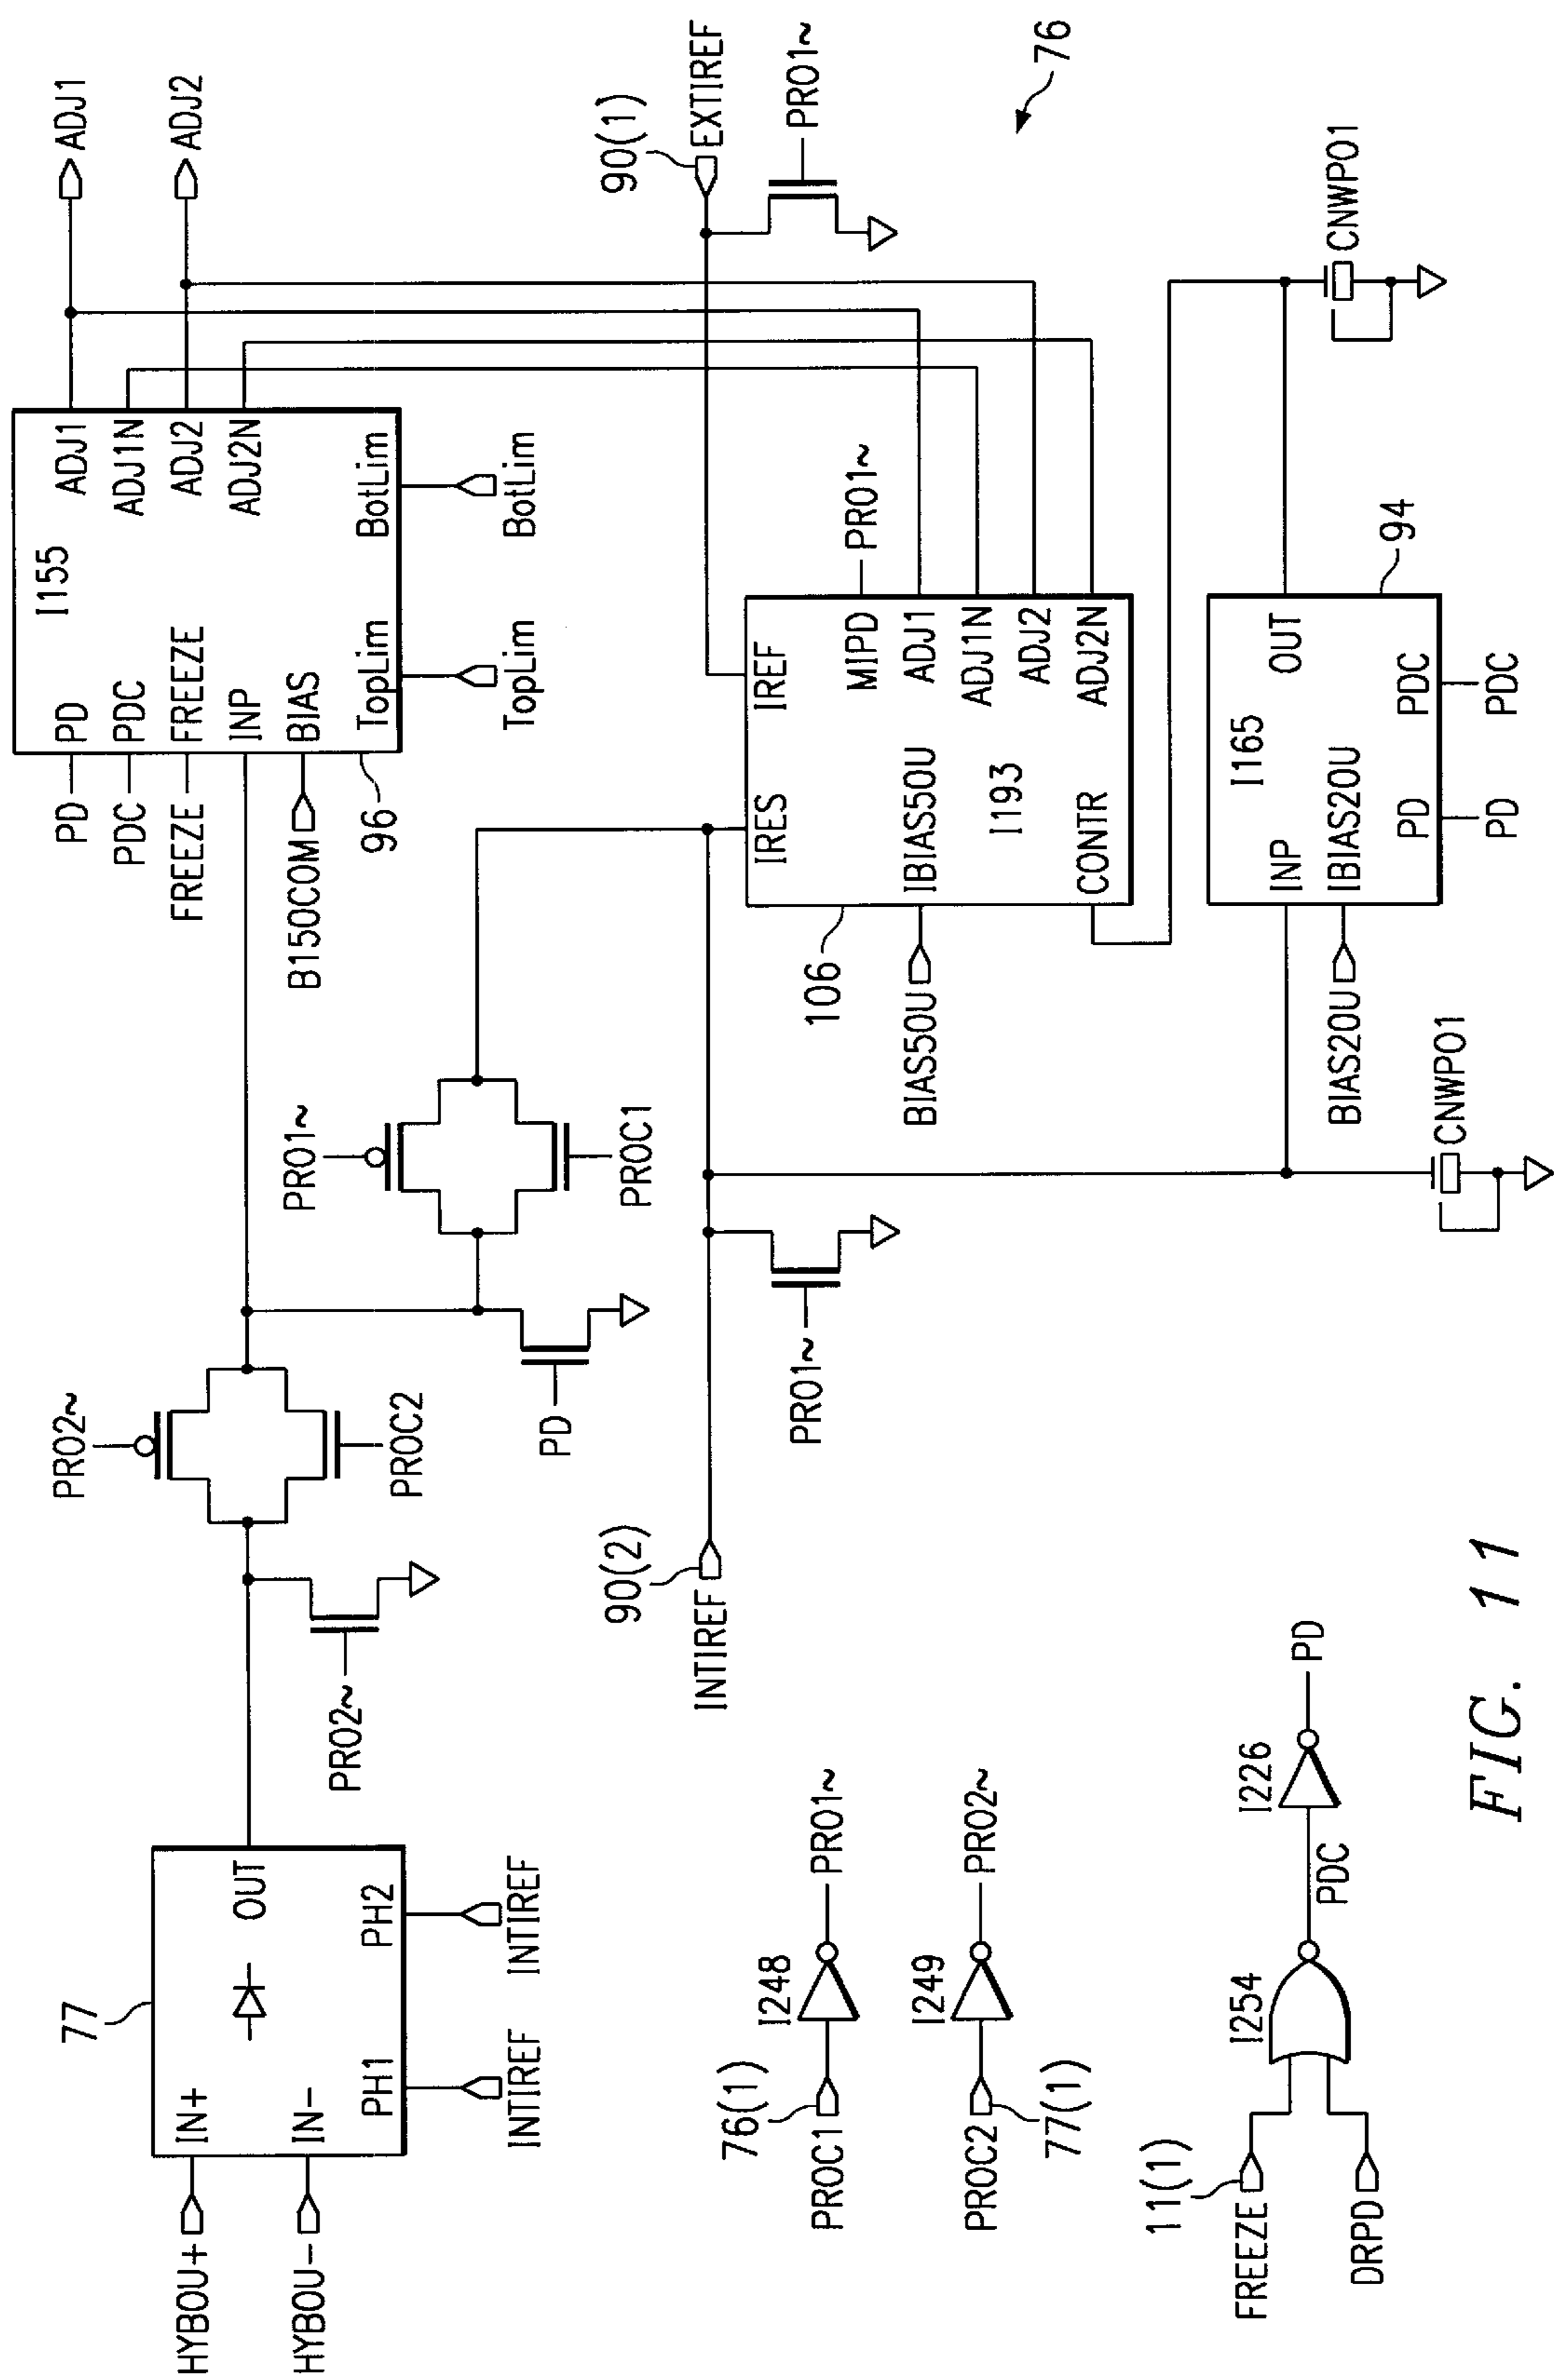 77
HYBOU+
HYBOU-
IN+
IN-
OUT
PH1
PH2
INTIREF
INTIREF
PRO2~
PRO2~
PROC2
PD
PRO1~
PROC1
PD
PDC
FREEZE
B150COM
96
PD
PDC
FREEZE
INP
BIAS
I155
ADJ1
ADJ1N
ADJ2
ADJ2N
TopLim
BotLim
TopLim
BotLim
ADJ1
ADJ2
90(2)
INTIREF
PRO1~
90(1)
EXTIREF
PRO1~
76
106
BIAS50U
IRES
IREF
IBIAS50U
I193
CONTR
MIPD
PRO1~
ADJ1
ADJ1N
ADJ2
ADJ2N
BIAS20U
CNWPO1
INP
IBIAS20U
I165
OUT
PD
PDC
PD
PDC
94
CNWPO1
76(1)
PROC1
I248
PRO1~
PROC2
77(1)
I249
PRO2~
11(1)
FREEZE
DRPD
I254
PDC
I226
PD
FIG. 11